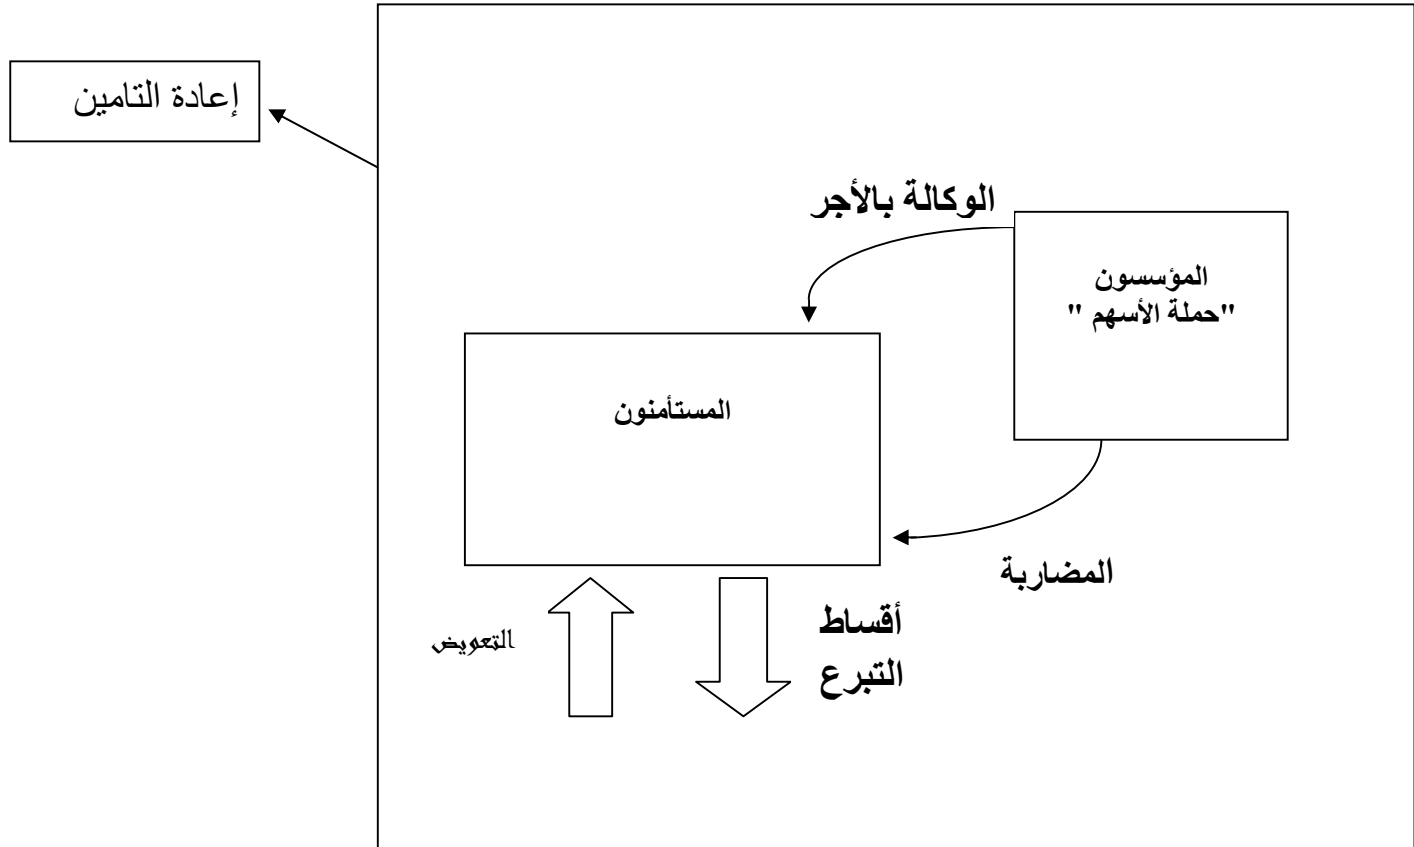 إعادة التامين
الوكالة بالأجر
المؤسسون
"حملة الأسهم "
المستأمنون
المضاربة
أقساط
التبرع
التعويض